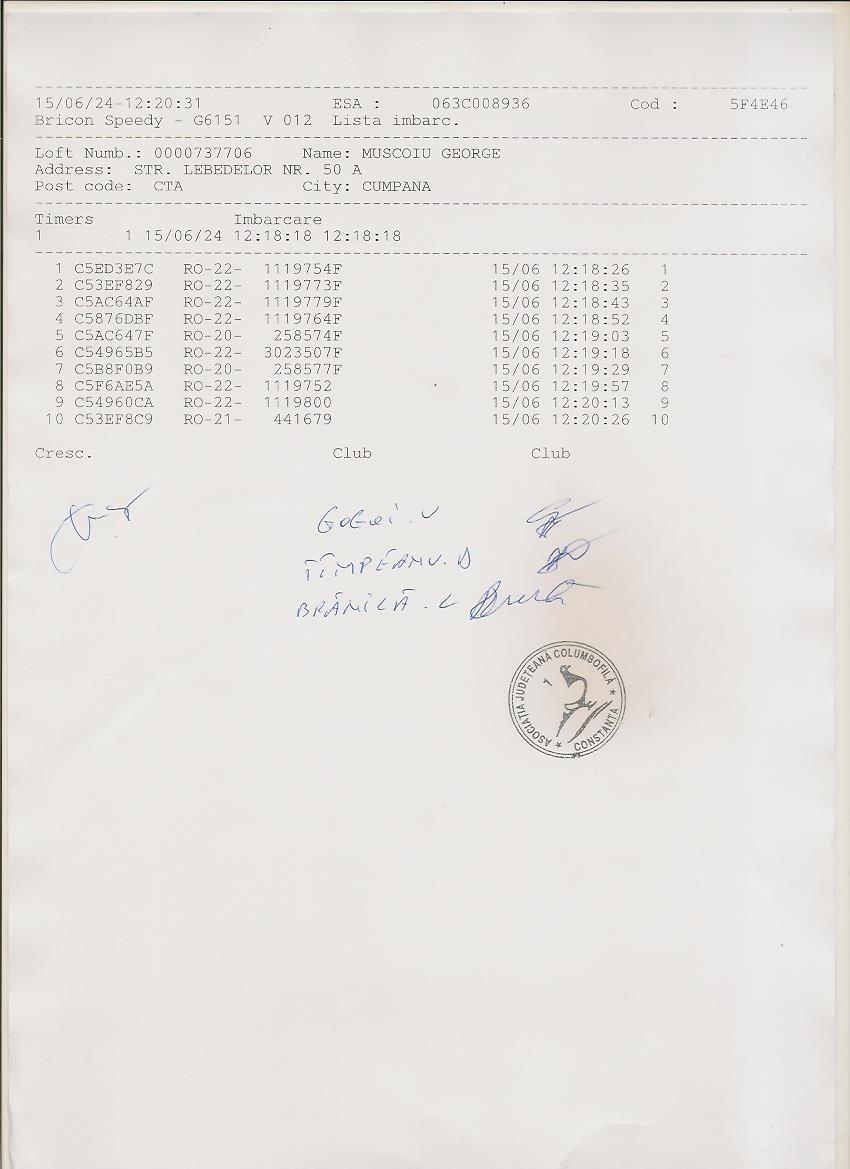 15/06/24-12:20:31 ESA : 063C008936 Cod : 5F4E46
Bricon Speedy - G6151 V 012 Lista imbarc.
Loft Numb.: 0000737706 Name: MUSCOIU GEORGE
Address: STR. LEBEDELOR NR. 50 A
Post code: CTA City: CUMPANA
Timers Imbarcare
1 1 15/06/24 12:18:18 12:18:18
1 C5ED3E7C RO-22- 1119754F 15/06 12:18:26 1
2 C53EF829 RO-22- 1119773F 15/06 12:18:35 2
3 C5AC64AF RO-22- 1119779F 15/06 12:18:43 3
4 C5876DBF RO-22- 1119764F 15/06 12:18:52 4
5 C5AC647F RO-20- 258574F 15/06 12:19:03 5
6 C54965B5 RO-22- 3023507F 15/06 12:19:18 6
7 C5B8F0B9 RO-20- 258577F 15/06 12:19:29 7
8 C5F6AE5A RO-22- 1119752 15/06 12:19:57 8
9 C54960CA RO-22- 1119800 15/06 12:20:13 9
10 C53EF8C9 RO-21- 441679 15/06 12:20:26 10
Cresc. Club Club
GOGOI. V
ȚÎMPEANU. D
BRĂNILĂ. L
ASOCIAȚIA JUDEȚEANĂ COLUMBOFILĂ * CONSTANȚA *